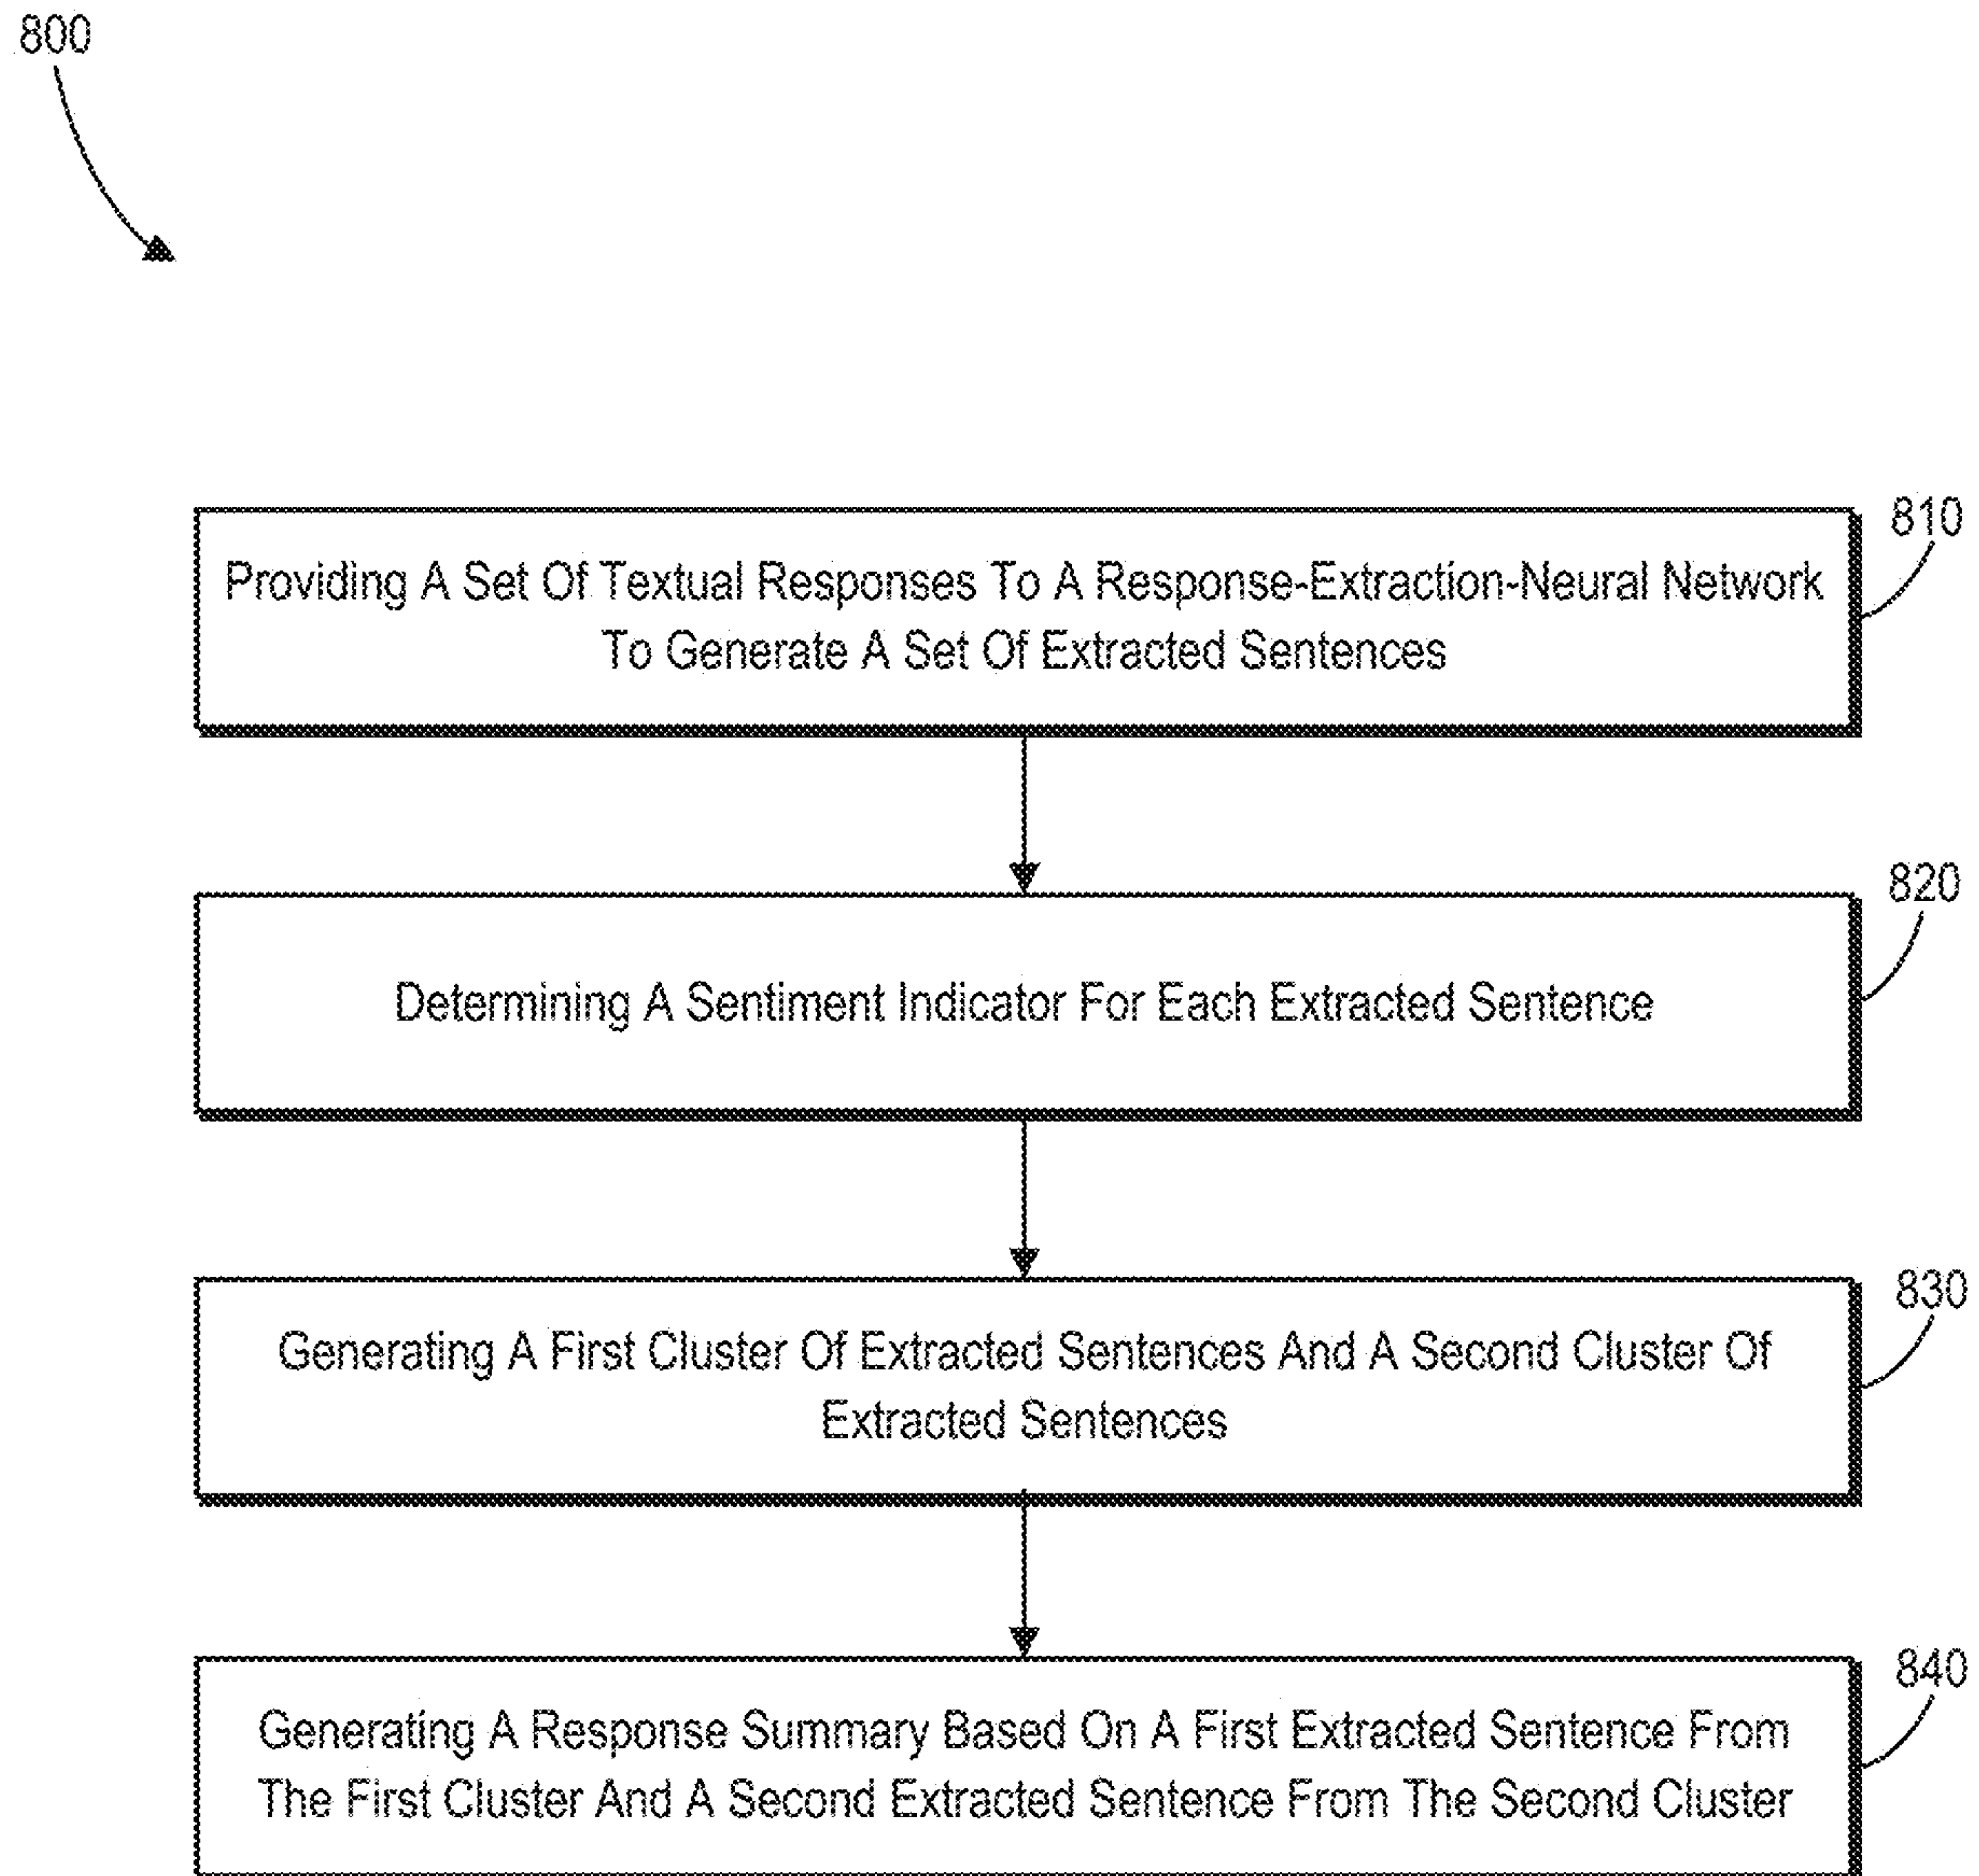 800
810
Providing A Set Of Textual Responses To A Response-Extraction-Neural Network
To Generate A Set Of Extracted Sentences
820
Determining A Sentiment Indicator For Each Extracted Sentence
830
Generating A First Cluster Of Extracted Sentences And A Second Cluster Of
Extracted Sentences
840
Generating A Response Summary Based On A First Extracted Sentence From
The First Cluster And A Second Extracted Sentence From The Second Cluster